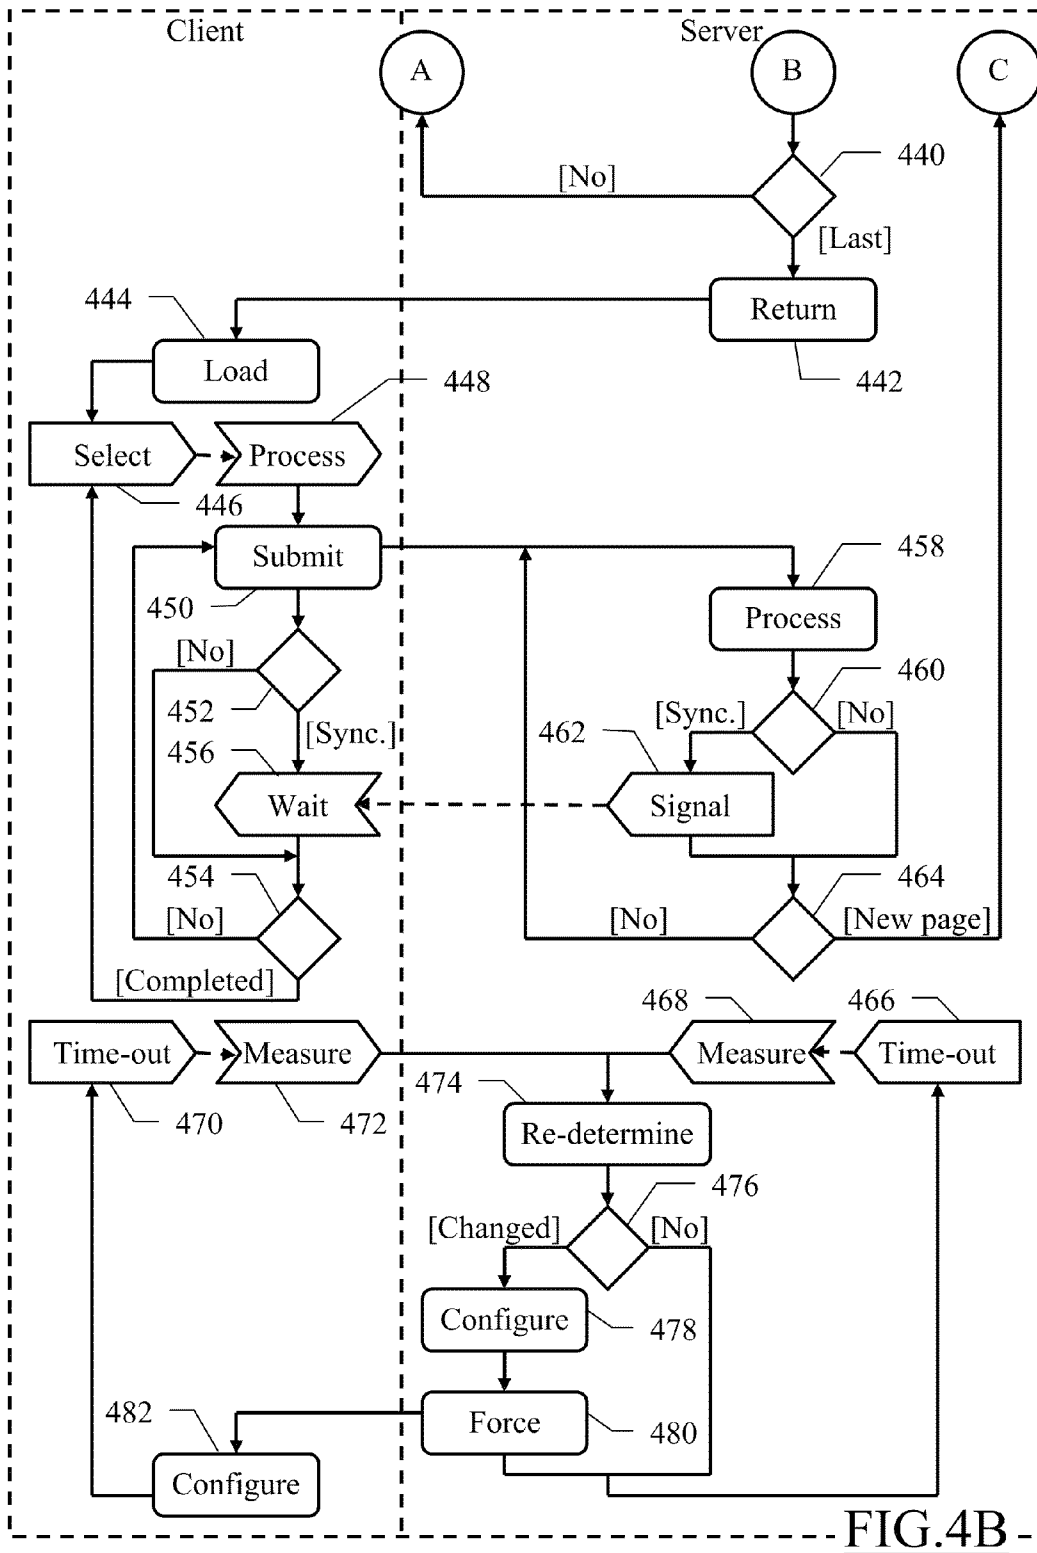 Client
Server
A
B
C
440
[No]
[Last]
444
Return
Load
442
448
Select
Process
446
Submit
458
450
Process
[No]
460
452
[Sync.]
[Sync.]
462
[No]
456
Wait
Signal
454
464
[No]
[No]
[New page]
[Completed]
468
466
Time-out
Measure
Measure
Time-out
474
470
472
Re-determine
476
[Changed]
[No]
Configure
478
482
Force
480
Configure
FIG.4B